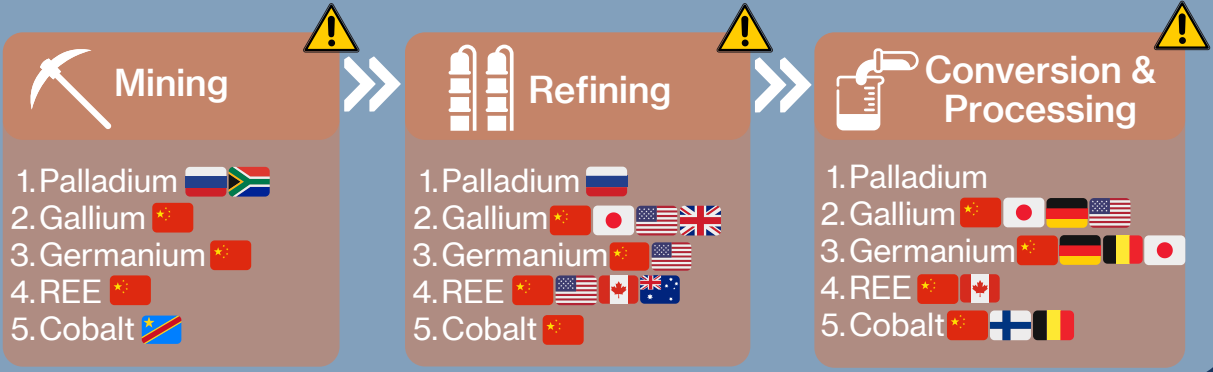 Mining
1. Palladium
2. Gallium
3. Germanium
4. REE
5. Cobalt
Refining
1. Palladium
2. Gallium
3. Germanium
4. REE
5. Cobalt
Conversion &
Processing
1. Palladium
2. Gallium
3. Germanium
4. REE
5. Cobalt